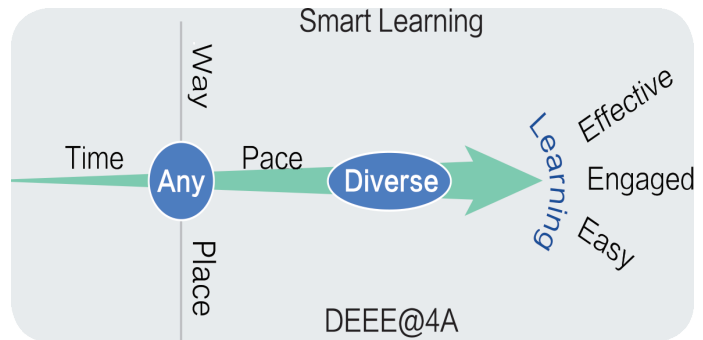 Smart Learning
Way
Time
Any
Pace
Diverse
Place
Learning
Effective
Engaged
Easy
DEEE@4A